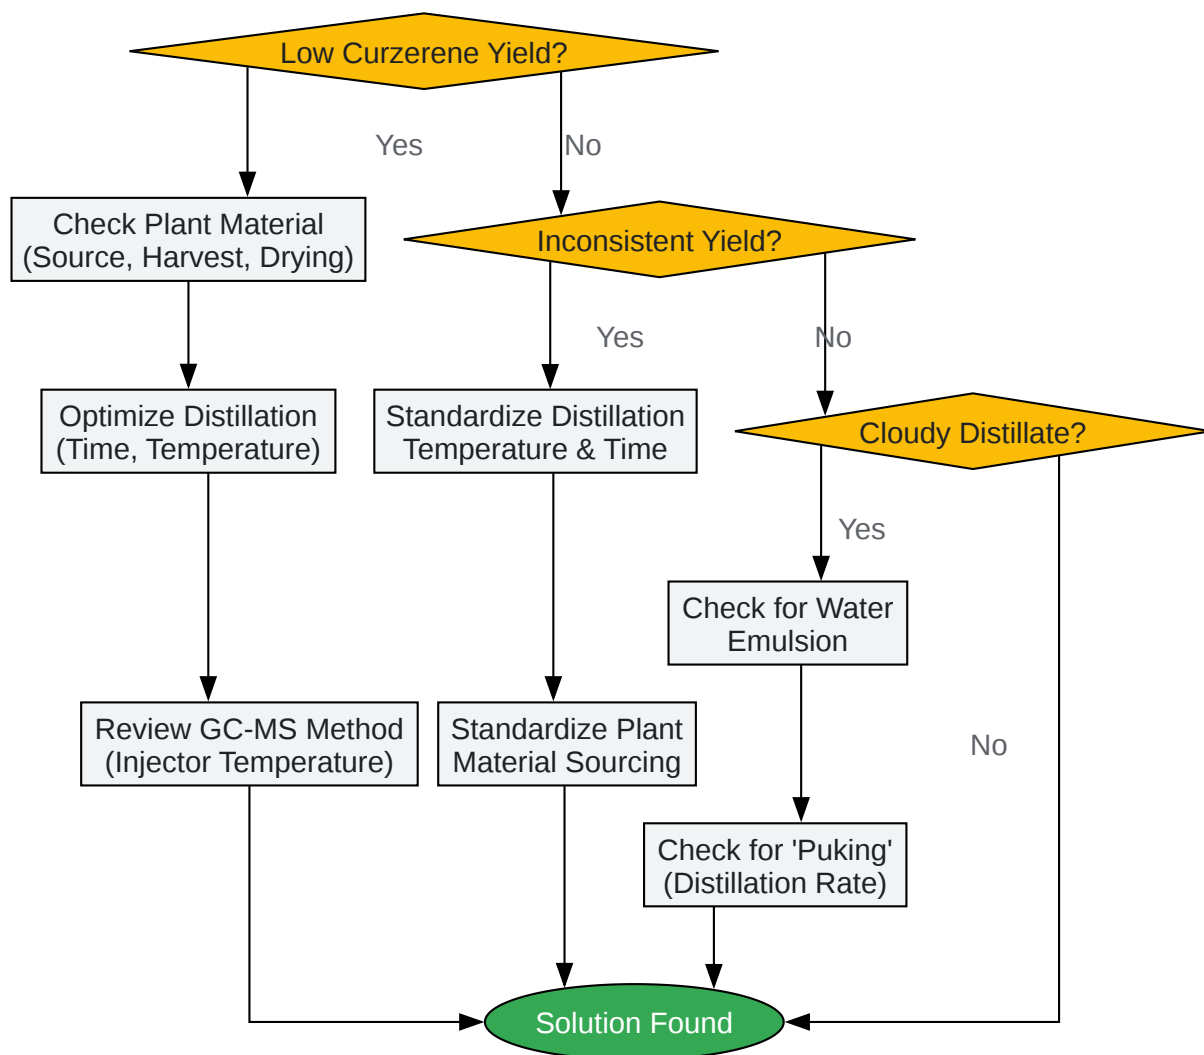 Low Curzerene Yield?
Yes
No
Check Plant Material
(Source, Harvest, Drying)
Inconsistent Yield?
Yes
No
Optimize Distillation
(Time, Temperature)
Standardize Distillation
Temperature & Time
Cloudy Distillate?
Yes
No
Check for Water
Emulsion
Review GC-MS Method
(Injector Temperature)
Standardize Plant
Material Sourcing
Check for 'Puking'
(Distillation Rate)
Solution Found